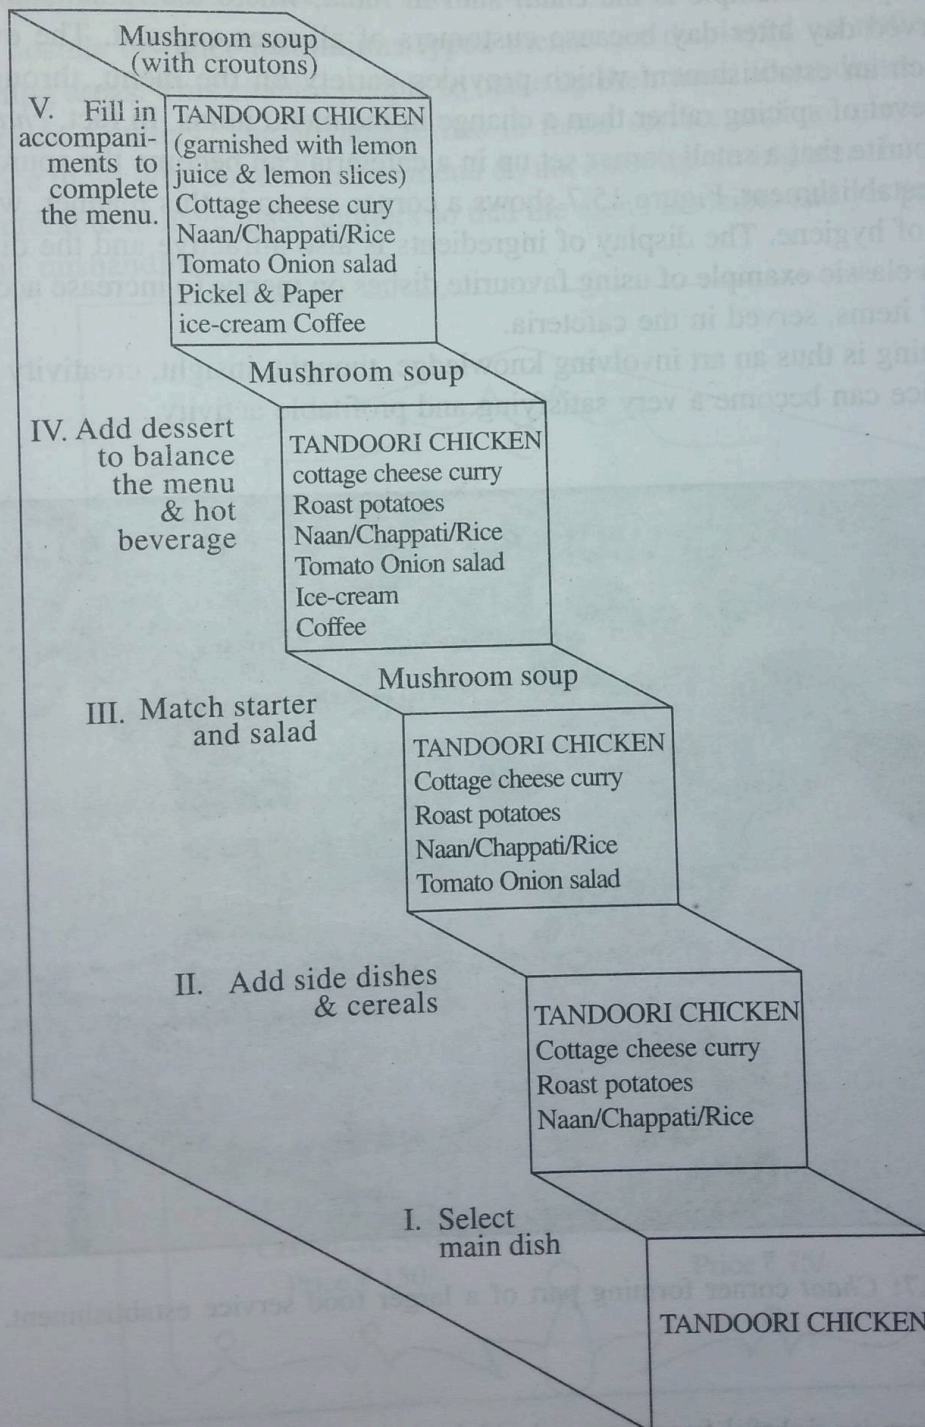 Mushroom soup
(with croutons)
V. Fill in
accompani-
ments to
complete
the menu.
TANDOORI CHICKEN
(garnished with lemon
juice & lemon slices)
Cottage cheese cury
Naan/Chappati/Rice
Tomato Onion salad
Pickel & Paper
ice-cream Coffee
Mushroom soup
IV. Add dessert
to balance
the menu
& hot
beverage
TANDOORI CHICKEN
cottage cheese curry
Roast potatoes
Naan/Chappati/Rice
Tomato Onion salad
Ice-cream
Coffee
Mushroom soup
III. Match starter
and salad
TANDOORI CHICKEN
Cottage cheese curry
Roast potatoes
Naan/Chappati/Rice
Tomato Onion salad
II. Add side dishes
& cereals
TANDOORI CHICKEN
Cottage cheese curry
Roast potatoes
Naan/Chappati/Rice
I. Select
main dish
TANDOORI CHICKEN